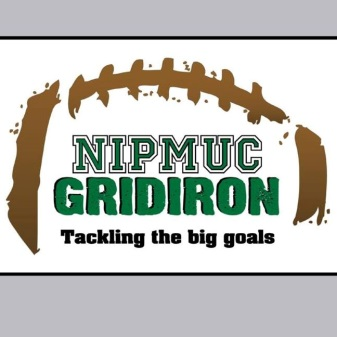 NIPMUC
GRIDIRON
Tackling the big goals